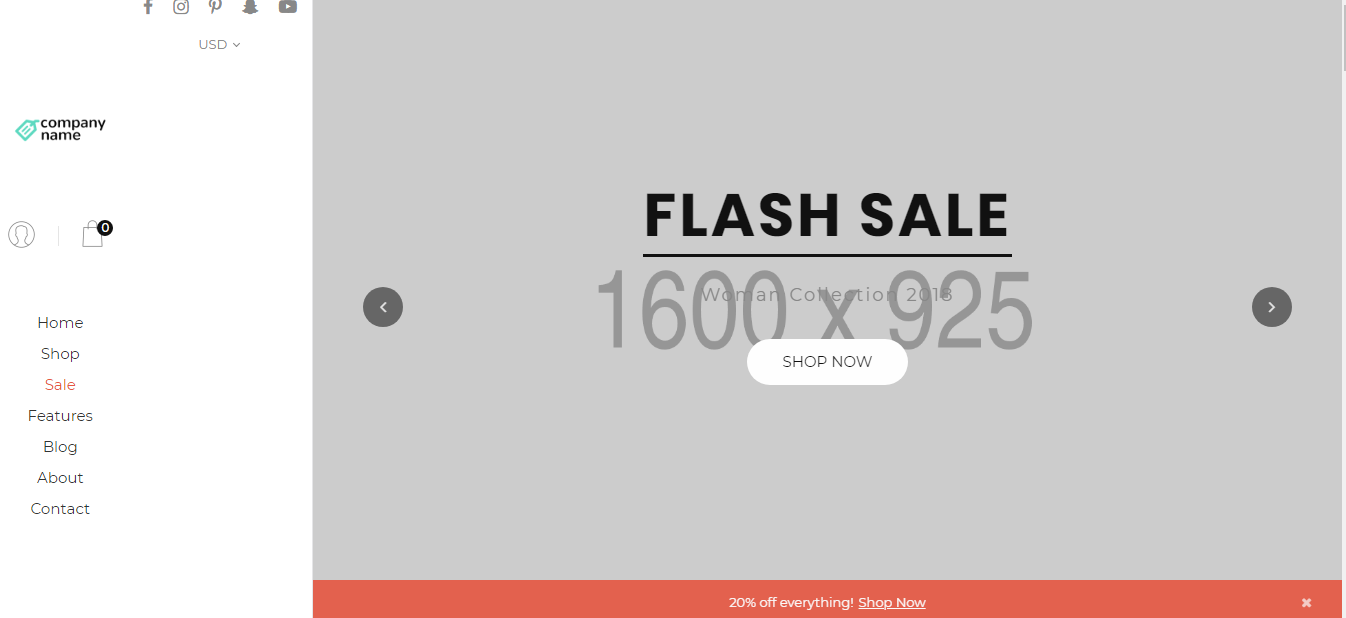 USD
company
name
0
Home
Shop
Sale
Features
Blog
About
Contact
FLASH SALE
1600 x 925
Woman Collection 2018
SHOP NOW
20% off everything! Shop Now